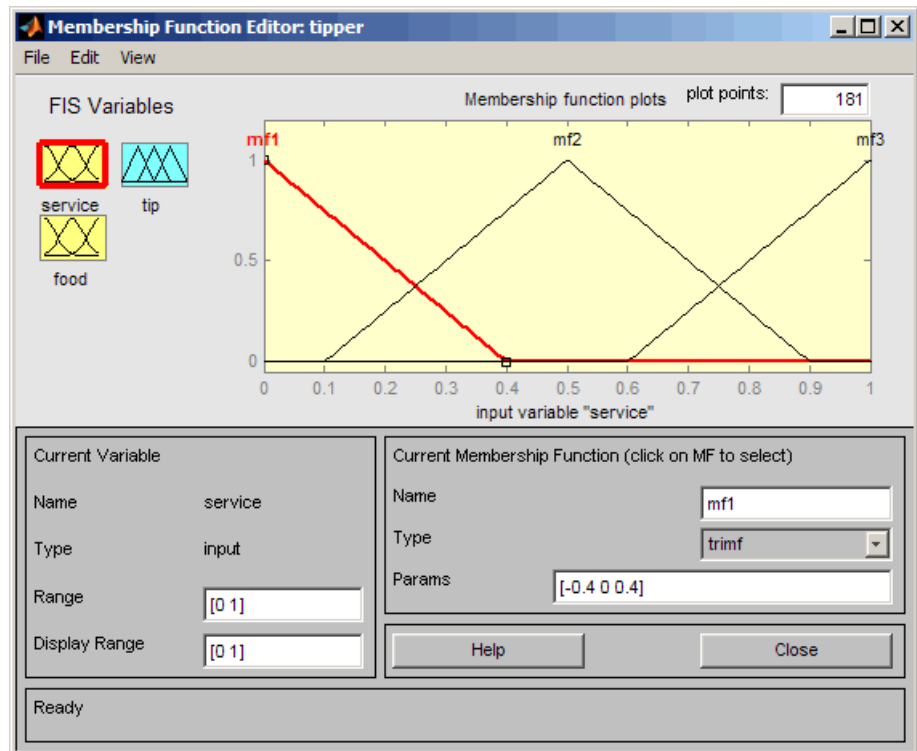 Membership Function Editor: tipper
File Edit View
FIS Variables
service
tip
food
Membership function plots
plot points:
181
mf1
mf2
mf3
1
0.5
0
0 0.1 0.2 0.3 0.4 0.5 0.6 0.7 0.8 0.9 1
input variable "service"
Current Variable
Name service
Type input
Range [0 1]
Display Range [0 1]
Current Membership Function (click on MF to select)
Name mf1
Type trimf
Params [-0.4 0 0.4]
Help
Close
Ready